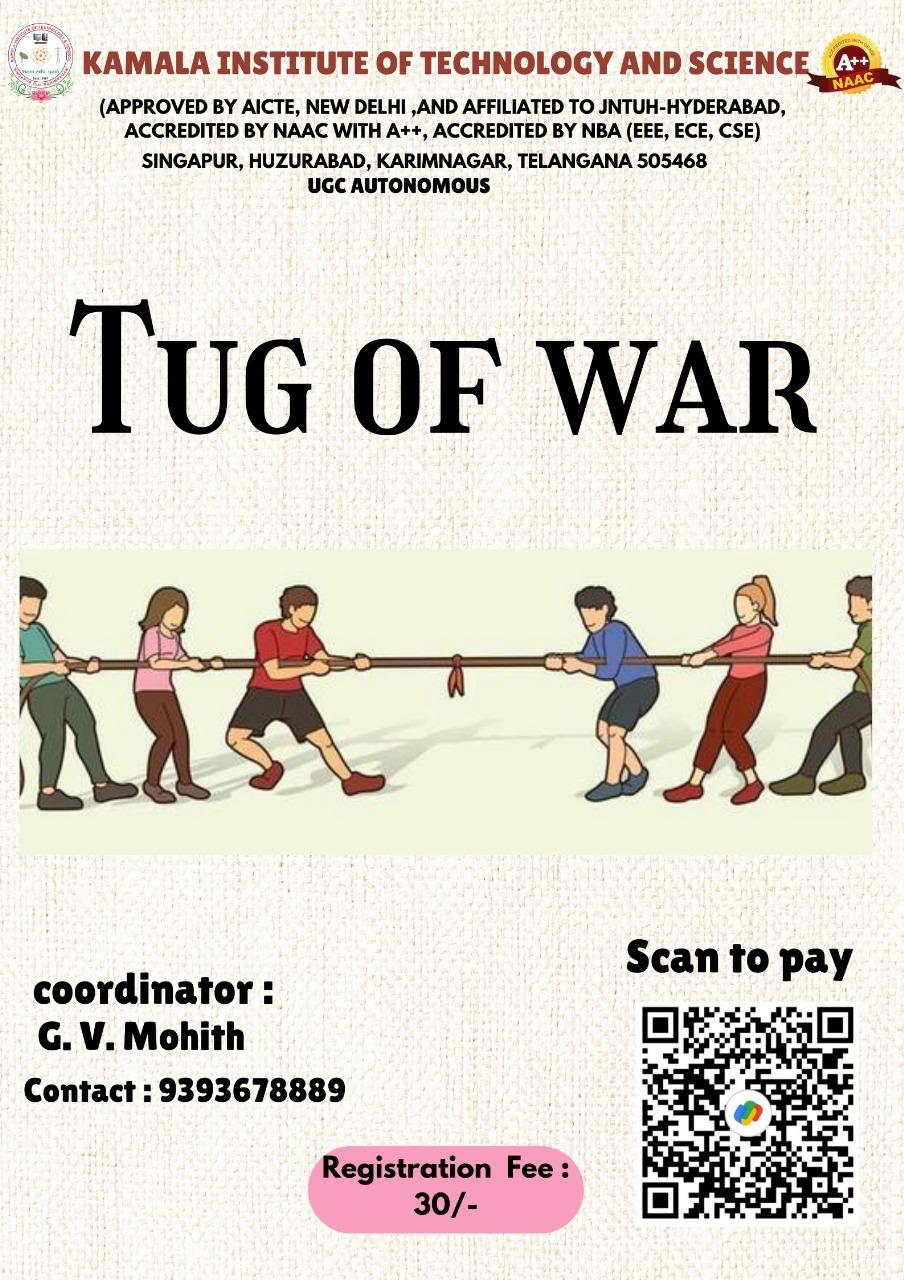 KAMALA INSTITUTE OF TECHNOLOGY AND SCIENCE
A++
NAAC
(APPROVED BY AICTE, NEW DELHI ,AND AFFILIATED TO JNTUH-HYDERABAD,
ACCREDITED BY NAAC WITH A++, ACCREDITED BY NBA (EEE, ECE, CSE)
SINGAPUR, HUZURABAD, KARIMNAGAR, TELANGANA 505468
UGC AUTONOMOUS
TUG OF WAR
Scan to pay
coordinator :
G. V. Mohith
Contact : 9393678889
Registration Fee :
30/-